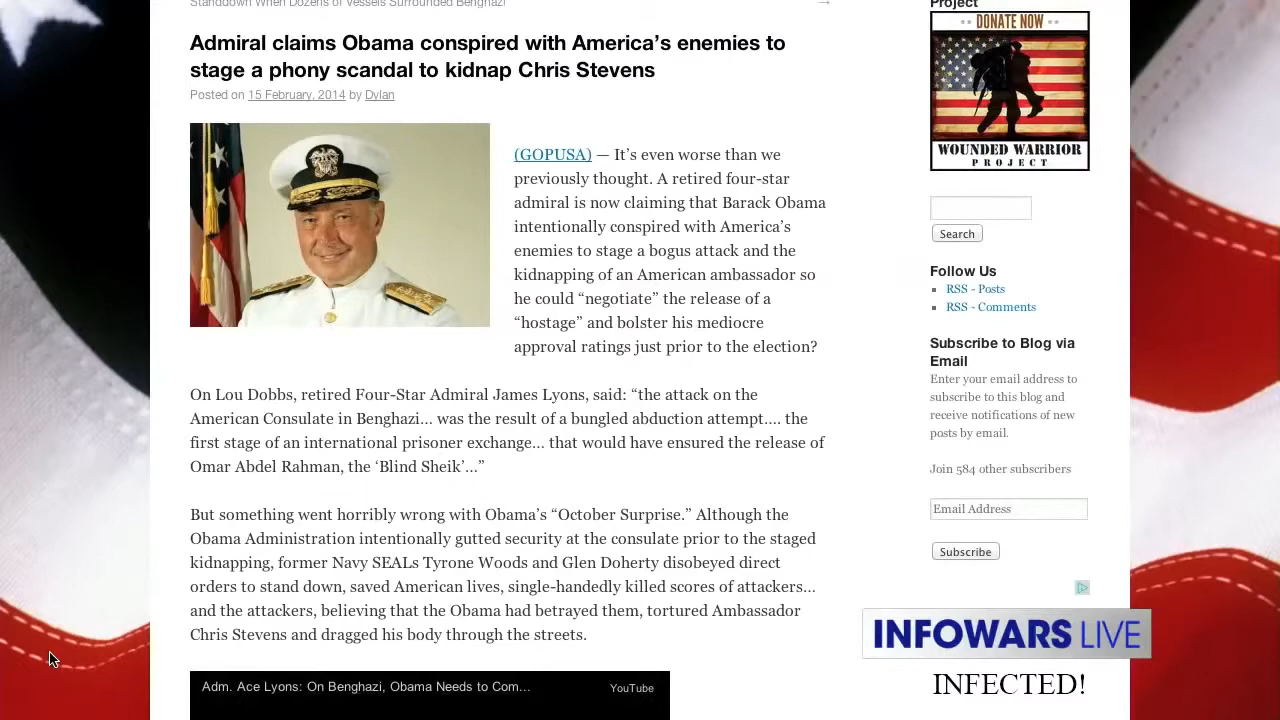 Standdown When Dozens of Vessels Surrounded Benghazi
→
Admiral claims Obama conspired with America’s enemies to
stage a phony scandal to kidnap Chris Stevens
Posted on 15 February, 2014 by Dylan
(GOPUSA) — It’s even worse than we
previously thought. A retired four-star
admiral is now claiming that Barack Obama
intentionally conspired with America’s
enemies to stage a bogus attack and the
kidnapping of an American ambassador so
he could “negotiate” the release of a
“hostage” and bolster his mediocre
approval ratings just prior to the election?
On Lou Dobbs, retired Four-Star Admiral James Lyons, said: “the attack on the
American Consulate in Benghazi… was the result of a bungled abduction attempt…. the
first stage of an international prisoner exchange… that would have ensured the release of
Omar Abdel Rahman, the ‘Blind Sheik’…”
But something went horribly wrong with Obama’s “October Surprise.” Although the
Obama Administration intentionally gutted security at the consulate prior to the staged
kidnapping, former Navy SEALs Tyrone Woods and Glen Doherty disobeyed direct
orders to stand down, saved American lives, single-handedly killed scores of attackers…
and the attackers, believing that the Obama had betrayed them, tortured Ambassador
Chris Stevens and dragged his body through the streets.
Adm. Ace Lyons: On Benghazi, Obama Needs to Com...
YouTube
Project
DONATE NOW
WOUNDED WARRIOR
PROJECT
Search
Follow Us
RSS - Posts
RSS - Comments
Subscribe to Blog via
Email
Enter your email address to
subscribe to this blog and
receive notifications of new
posts by email.
Join 584 other subscribers
Email Address
Subscribe
INFOWARS LIVE
INFECTED!